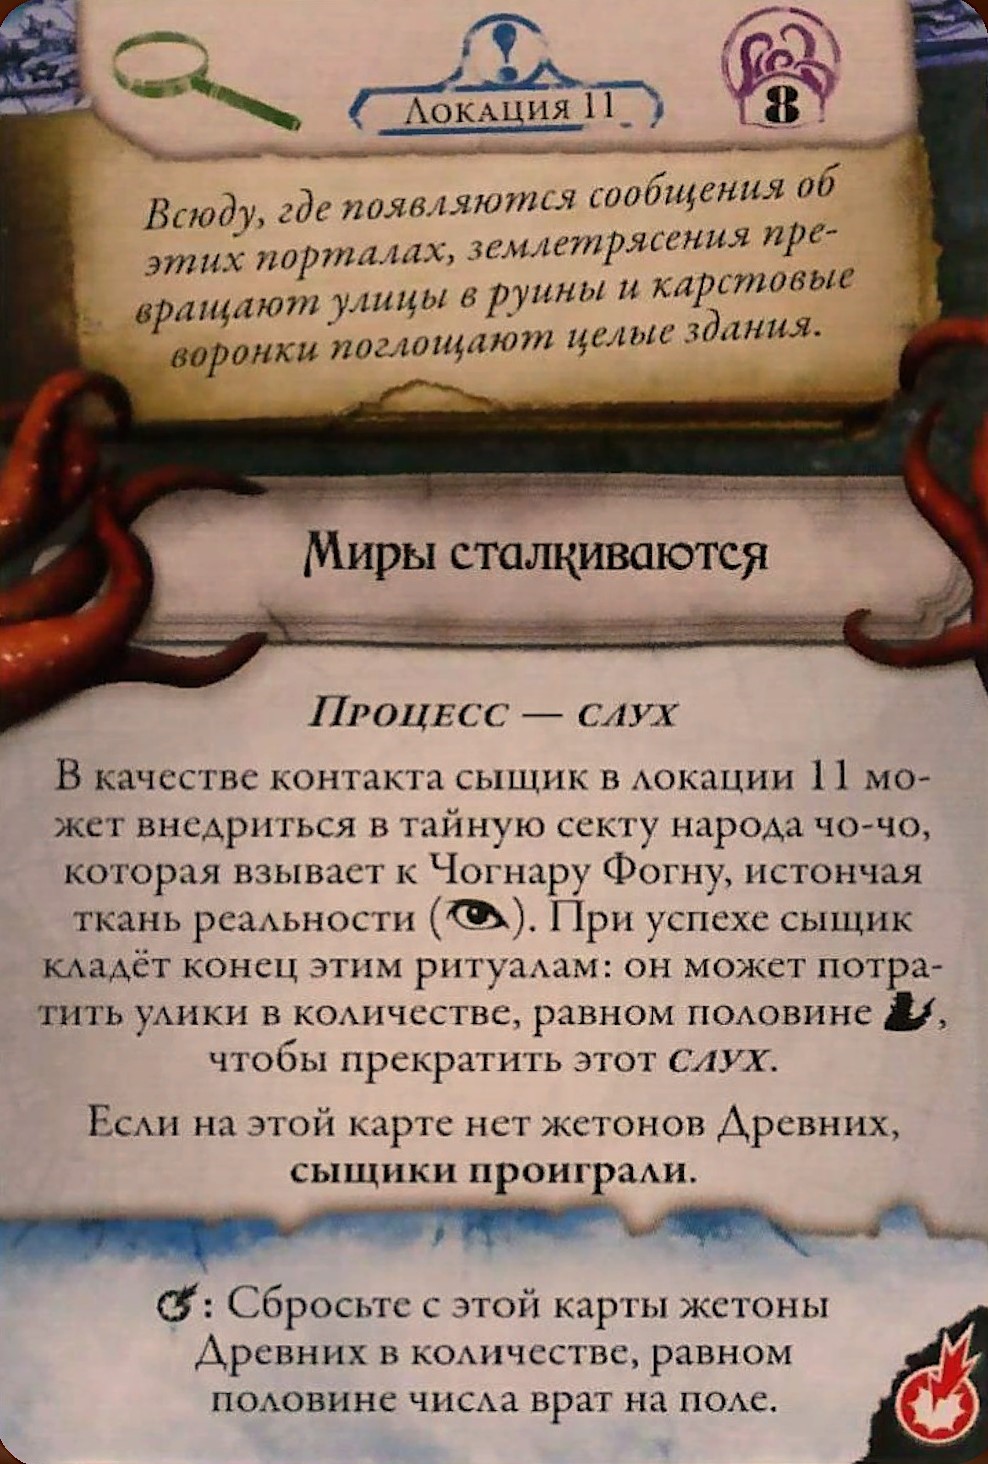 Локация 11
8
Всюду, где появляются сообщения об
этих порталах, землетрясения пре-
вращают улицы в руины и карстовые
воронки поглощают целые здания.
Миры сталкиваются
Процесс — слух
В качестве контакта сыщик в локации 11 мо-
жет внедриться в тайную секту народа чо-чо,
которая взывает к Чогнару Фогну, истончая
ткань реальности ( ). При успехе сыщик
кладёт конец этим ритуалам: он может потра-
тить улики в количестве, равном половине ,
чтобы прекратить этот слух.
Если на этой карте нет жетонов Древних,
сыщики проиграли.
: Сбросьте с этой карты жетоны
Древних в количестве, равном
половине числа врат на поле.